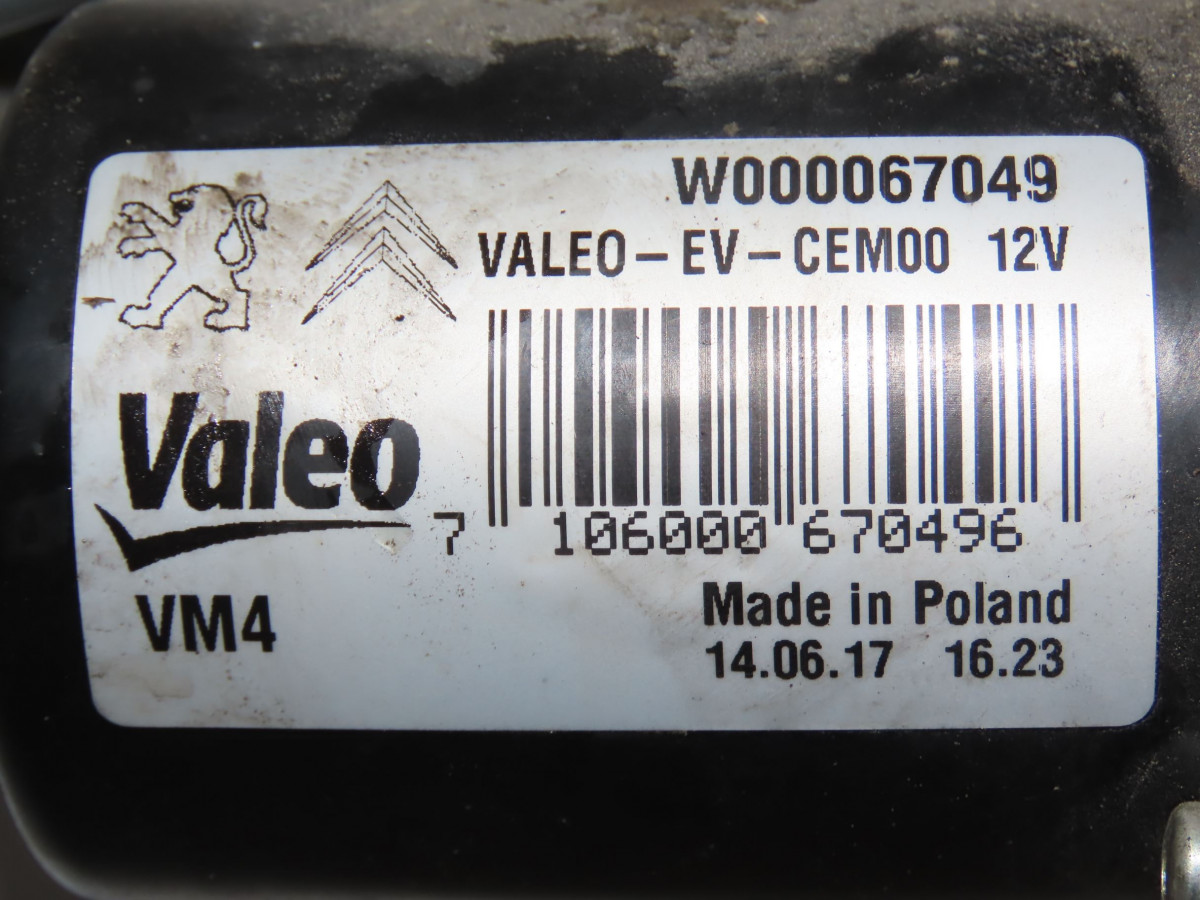 W000067049
VALEO-EV-CEM00 12V
Valeo
7 106000 670496
VM4
Made in Poland
14.06.17 16.23